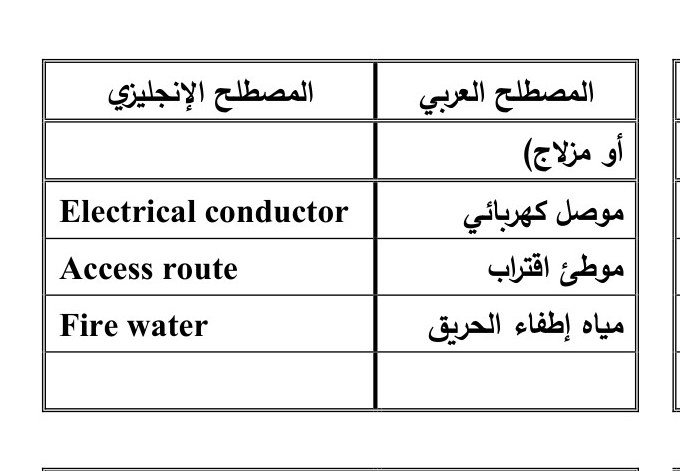 المصطلح العربي المصطلح الإنجليزي
أو مزلاج)
موصل كهربائي Electrical conductor
موطئ اقتراب Access route
مياه إطفاء الحريق Fire water